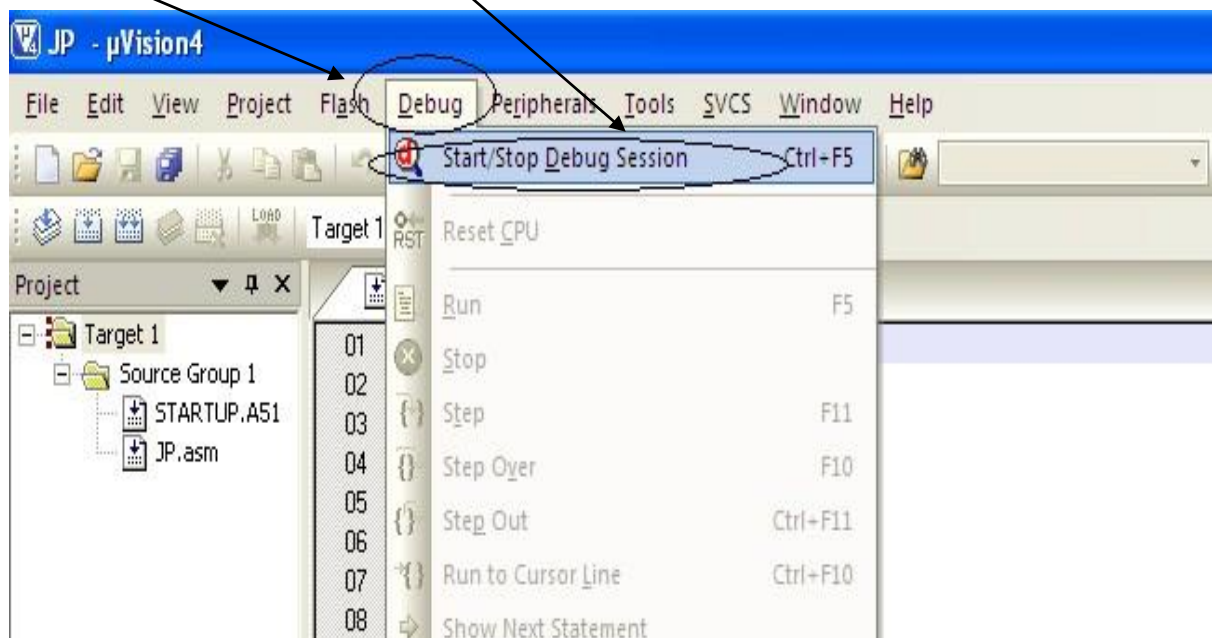 JP - µVision4
File Edit View Project Flash Debug Peripherals Tools SVCS Window Help
Start/Stop Debug Session Ctrl+F5
LOAD
Target 1
RST Reset CPU
Project
Run F5
Target 1
01
Stop
Source Group 1
02
STARTUP.A51
03
Step F11
JP.asm
04
Step Over F10
05
Step Out Ctrl+F11
06
07
Run to Cursor Line Ctrl+F10
08
Show Next Statement